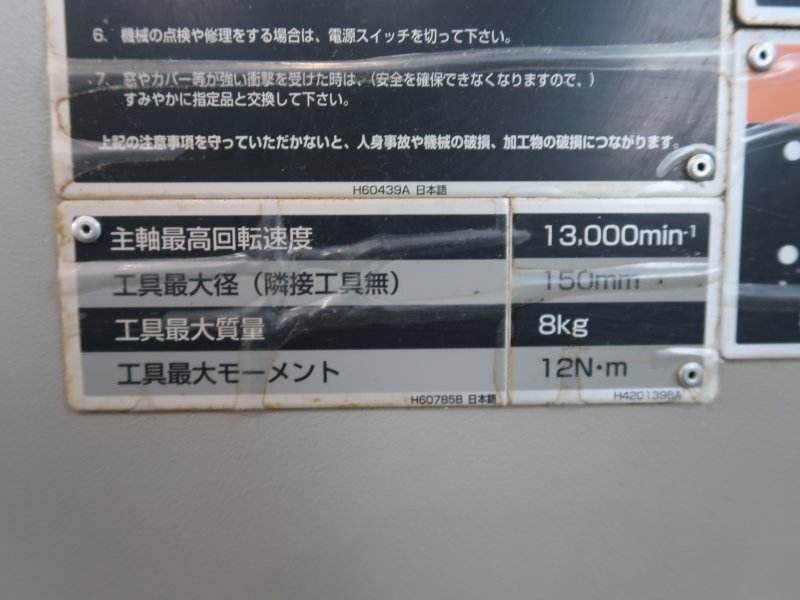 6. 機械の点検や修理をする場合は、電源スイッチを切って下さい。
7. 窓やカバー等が強い衝撃を受けた時は、(安全を確保できなくなりますので、)
すみやかに指定品と交換して下さい。
上記の注意事項を守っていただかないと、人身事故や機械の破損、加工物の破損につながります。
H60439A 日本語
主軸最高回転速度 13,000min-1
工具最大径（隣接工具無） 150mm
工具最大質量 8kg
工具最大モーメント 12N・m
H60785B 日本語 H420139SA